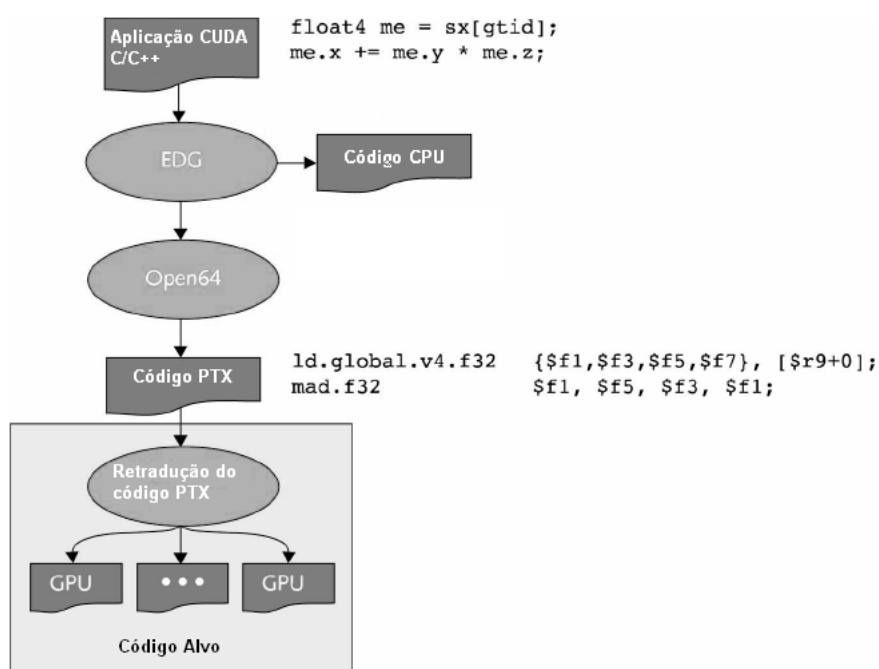 Aplicação CUDA
C/C++
float4 me = sx[gtid];
me.x += me.y * me.z;
EDG
Código CPU
Open64
Código PTX
ld.global.v4.f32 {$f1,$f3,$f5,$f7}, [$r9+0];
mad.f32 $f1, $f5, $f3, $f1;
Retradução do
código PTX
GPU
•••
GPU
Código Alvo